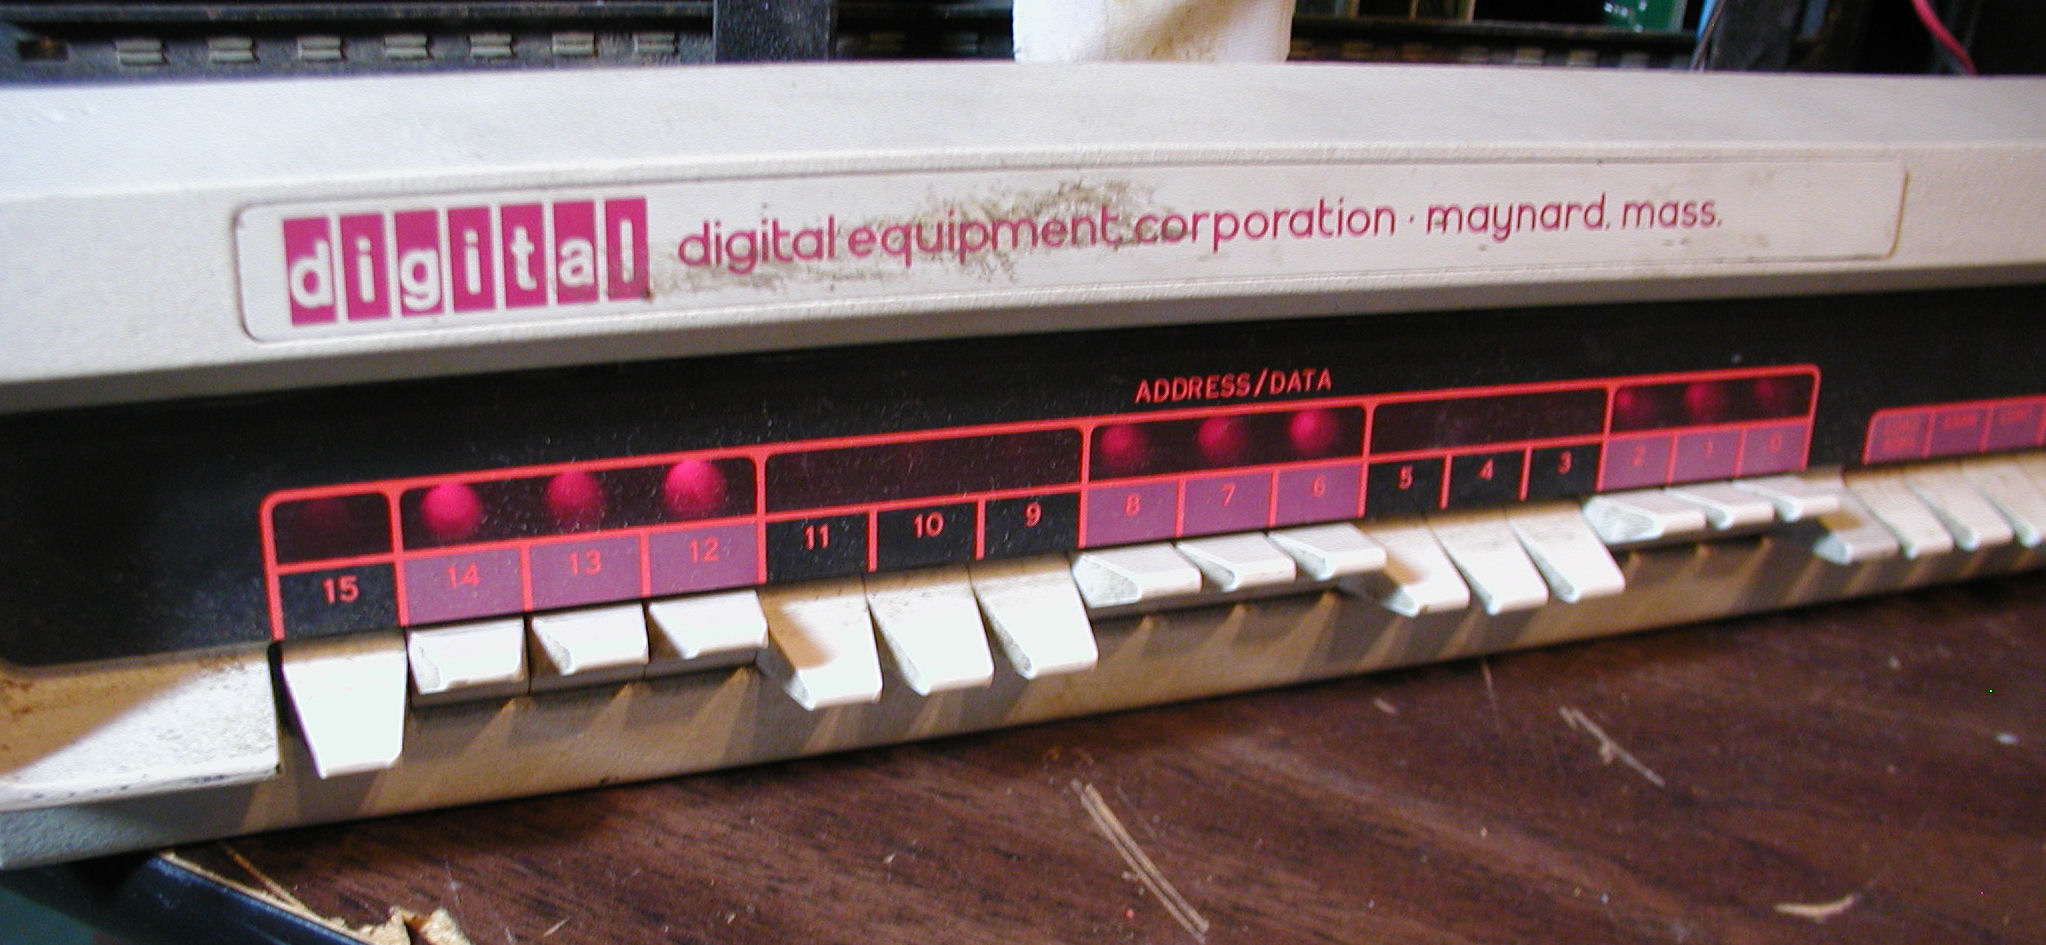 digital digital equipment corporation · maynard. mass.
ADDRESS/DATA
15 14 13 12 11 10 9 8 7 6 5 4 3 2 1 0